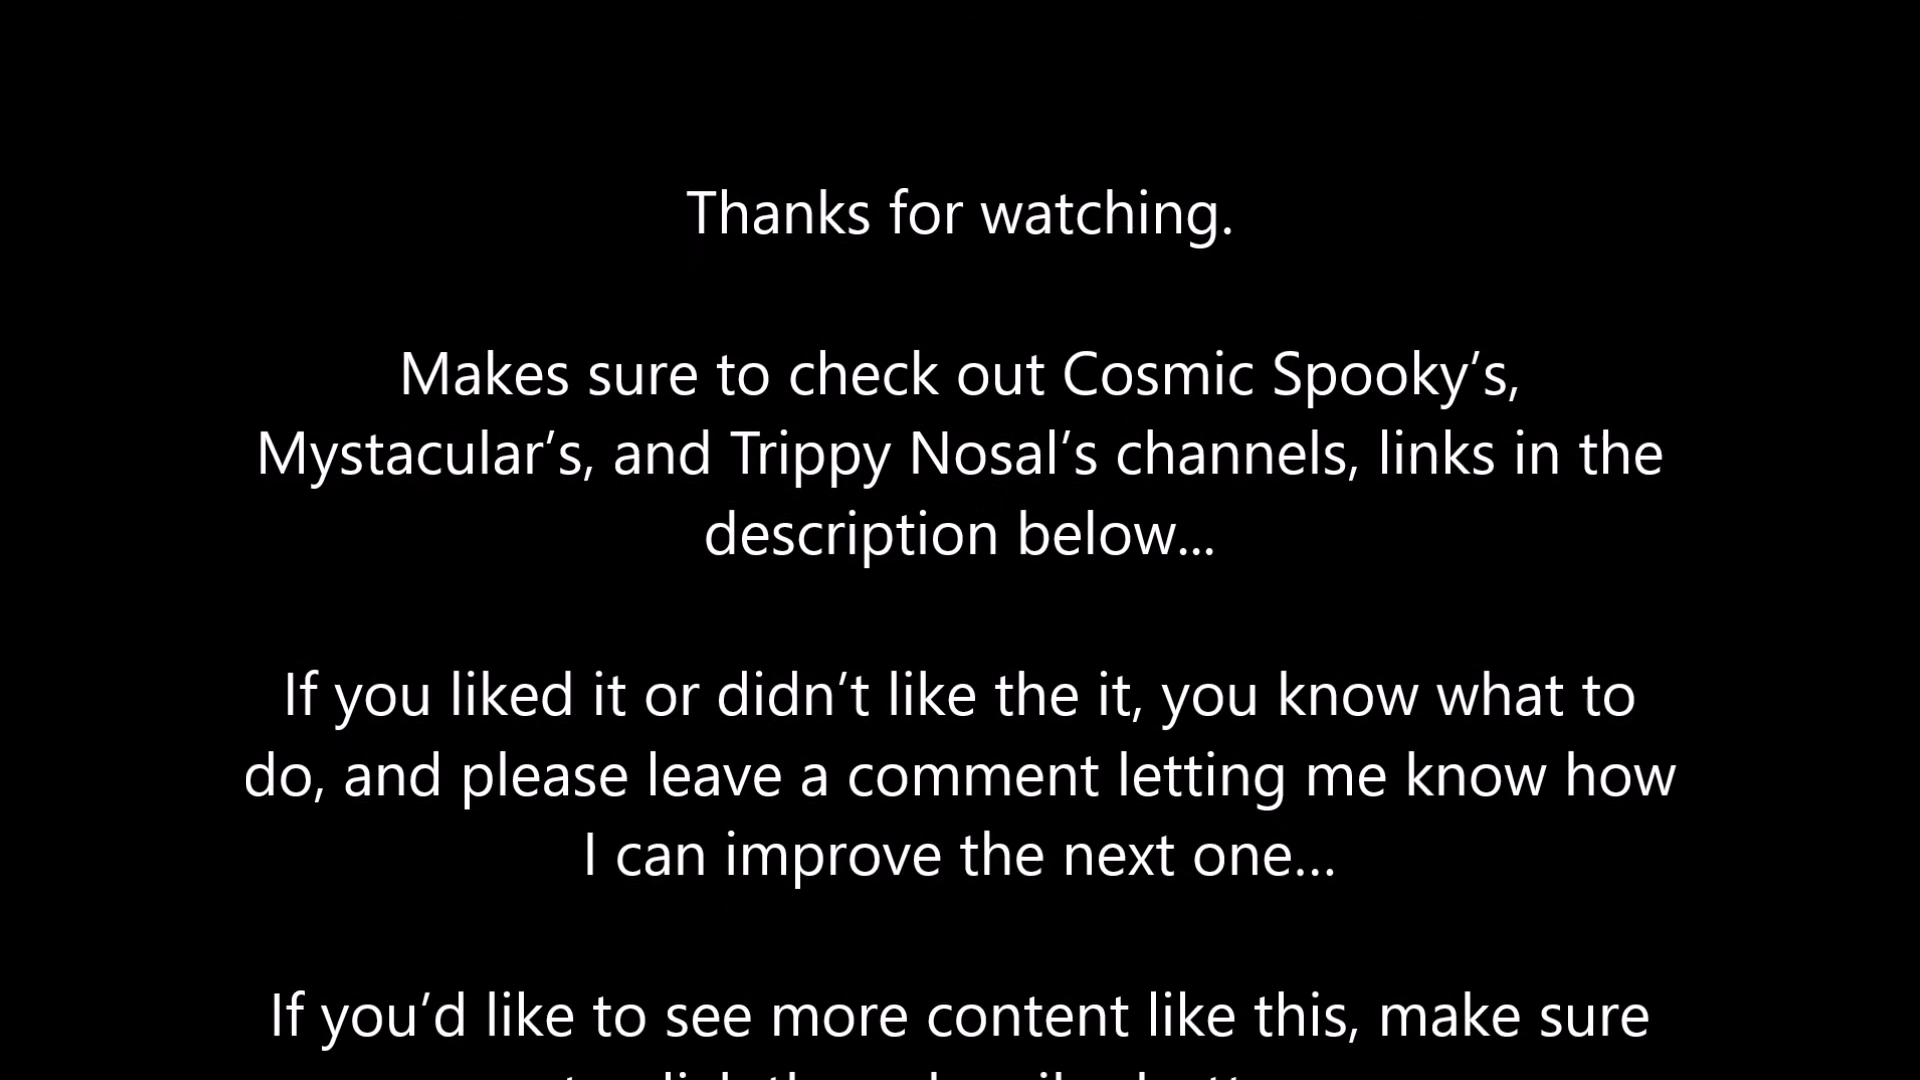 Thanks for watching.
Makes sure to check out Cosmic Spooky’s,
Mystacular’s, and Trippy Nosal’s channels, links in the
description below...
If you liked it or didn’t like the it, you know what to
do, and please leave a comment letting me know how
I can improve the next one...
If you’d like to see more content like this, make sure